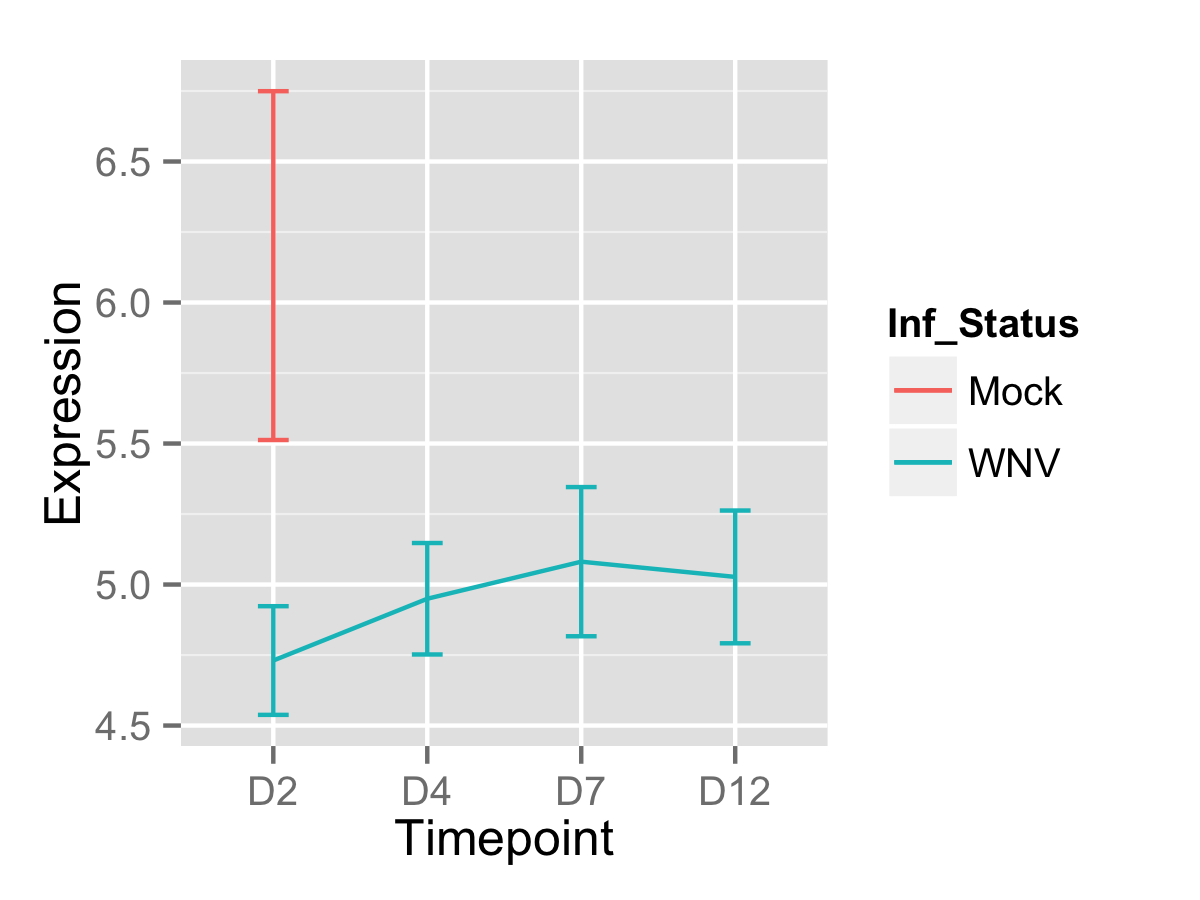 6.5
6.0
5.5
5.0
4.5
Expression
D2 D4 D7 D12
Timepoint
Inf_Status
Mock
WNV